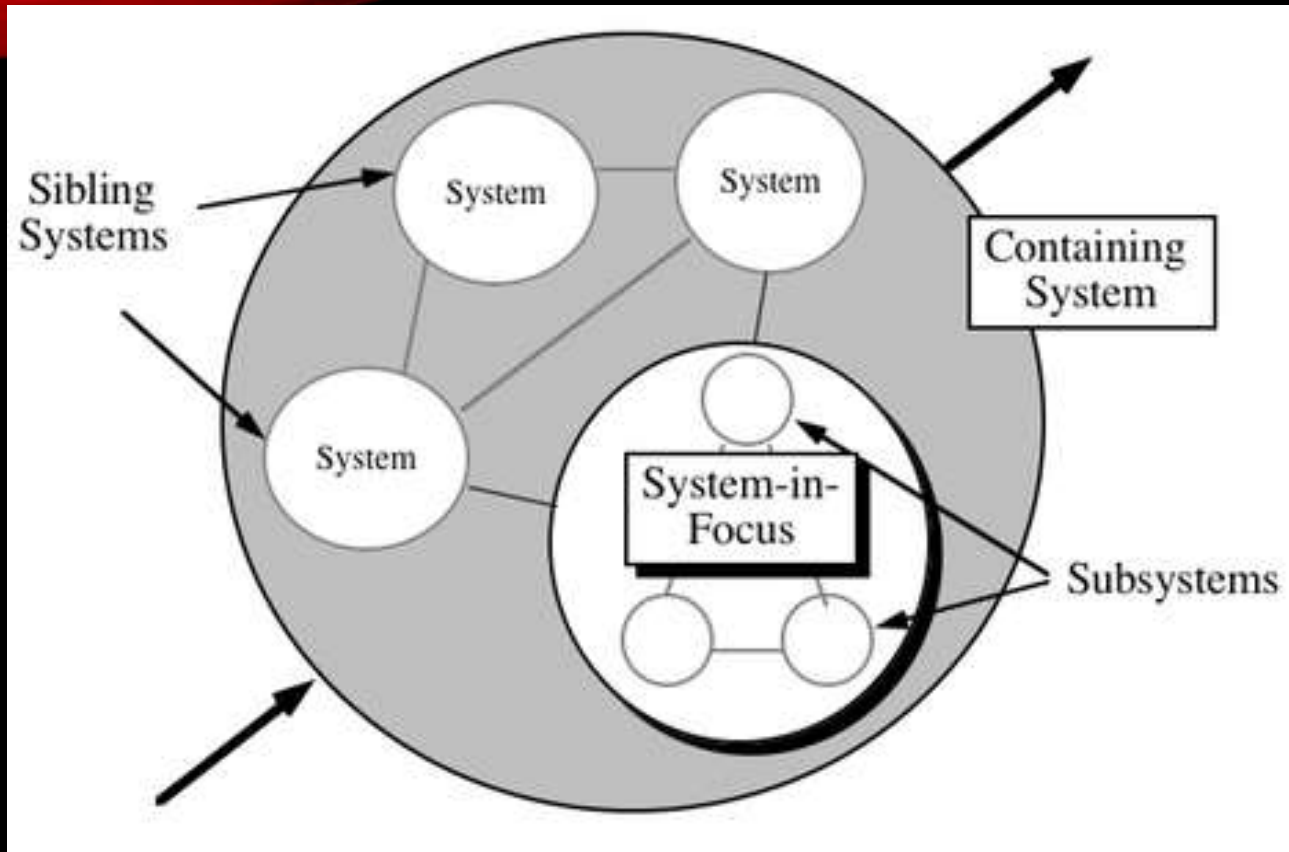 System
System
Sibling
Systems
Containing
System
System
System-in-
Focus
Subsystems